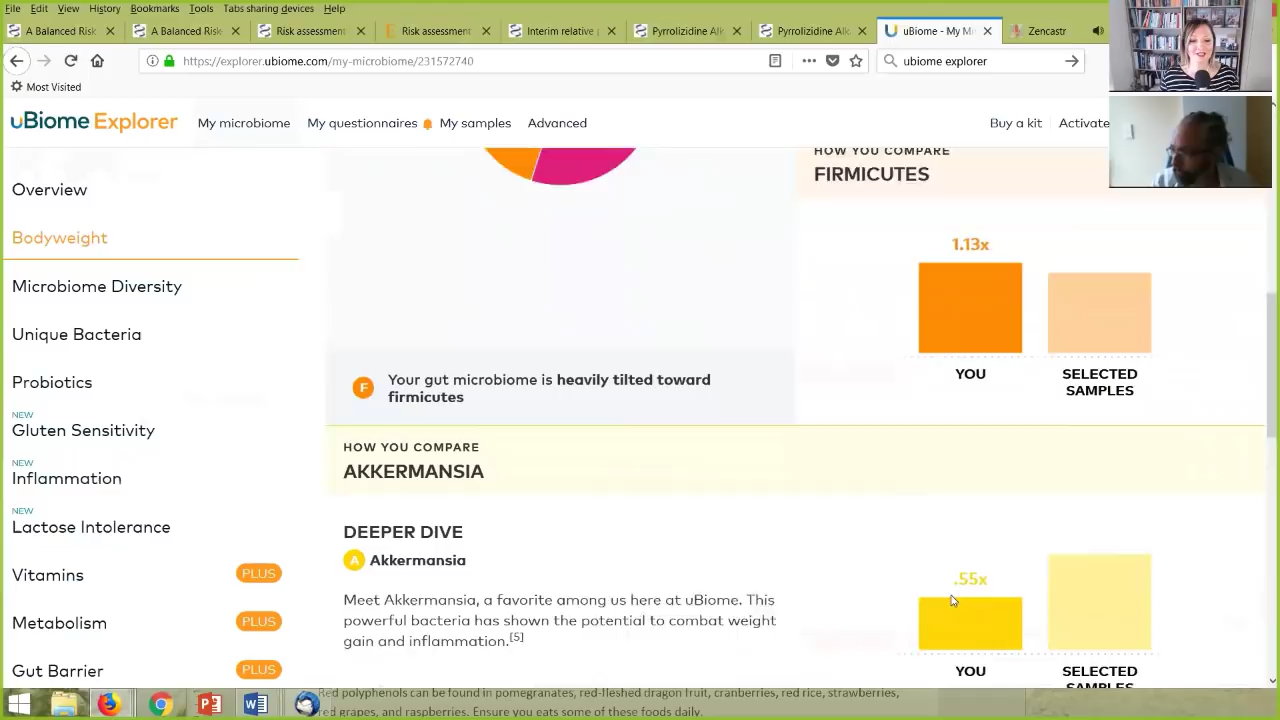 File Edit View History Bookmarks Tools Tabs sharing devices Help
A Balanced Risk A Balanced Risk Risk assessment Risk assessment Interim relative p Pyrrolizidine Alk Pyrrolizidine Alk uBiome - My Mi Zencastr
https://explorer.ubiome.com/my-microbiome/231572740 ubiome explorer
Most Visited
uBiome Explorer My microbiome My questionnaires My samples Advanced Buy a kit Activate
Overview
Bodyweight
Microbiome Diversity
Unique Bacteria
Probiotics
NEW
Gluten Sensitivity
NEW
Inflammation
NEW
Lactose Intolerance
Vitamins PLUS
Metabolism PLUS
Gut Barrier PLUS
HOW YOU COMPARE
FIRMICUTES
1.13x
YOU SELECTED
SAMPLES
F Your gut microbiome is heavily tilted toward
firmicutes
HOW YOU COMPARE
AKKERMANSIA
DEEPER DIVE
A Akkermansia
Meet Akkermansia, a favorite among us here at uBiome. This
powerful bacteria has shown the potential to combat weight
gain and inflammation.[5]
.55x
YOU SELECTED
SAMPLES
Red polyphenols can be found in pomegranates, red-fleshed dragon fruit, cranberries, red rice, strawberries,
red grapes, and raspberries. Ensure you eats some of these foods daily.